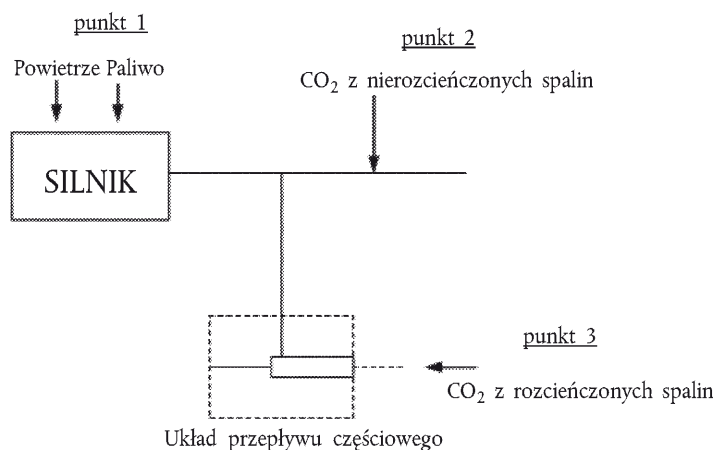 punkt 1
Powietrze Paliwo
SILNIK
punkt 2
CO₂ z nierozcieńczonych spalin
punkt 3
CO₂ z rozcieńczonych spalin
Układ przepływu częściowego